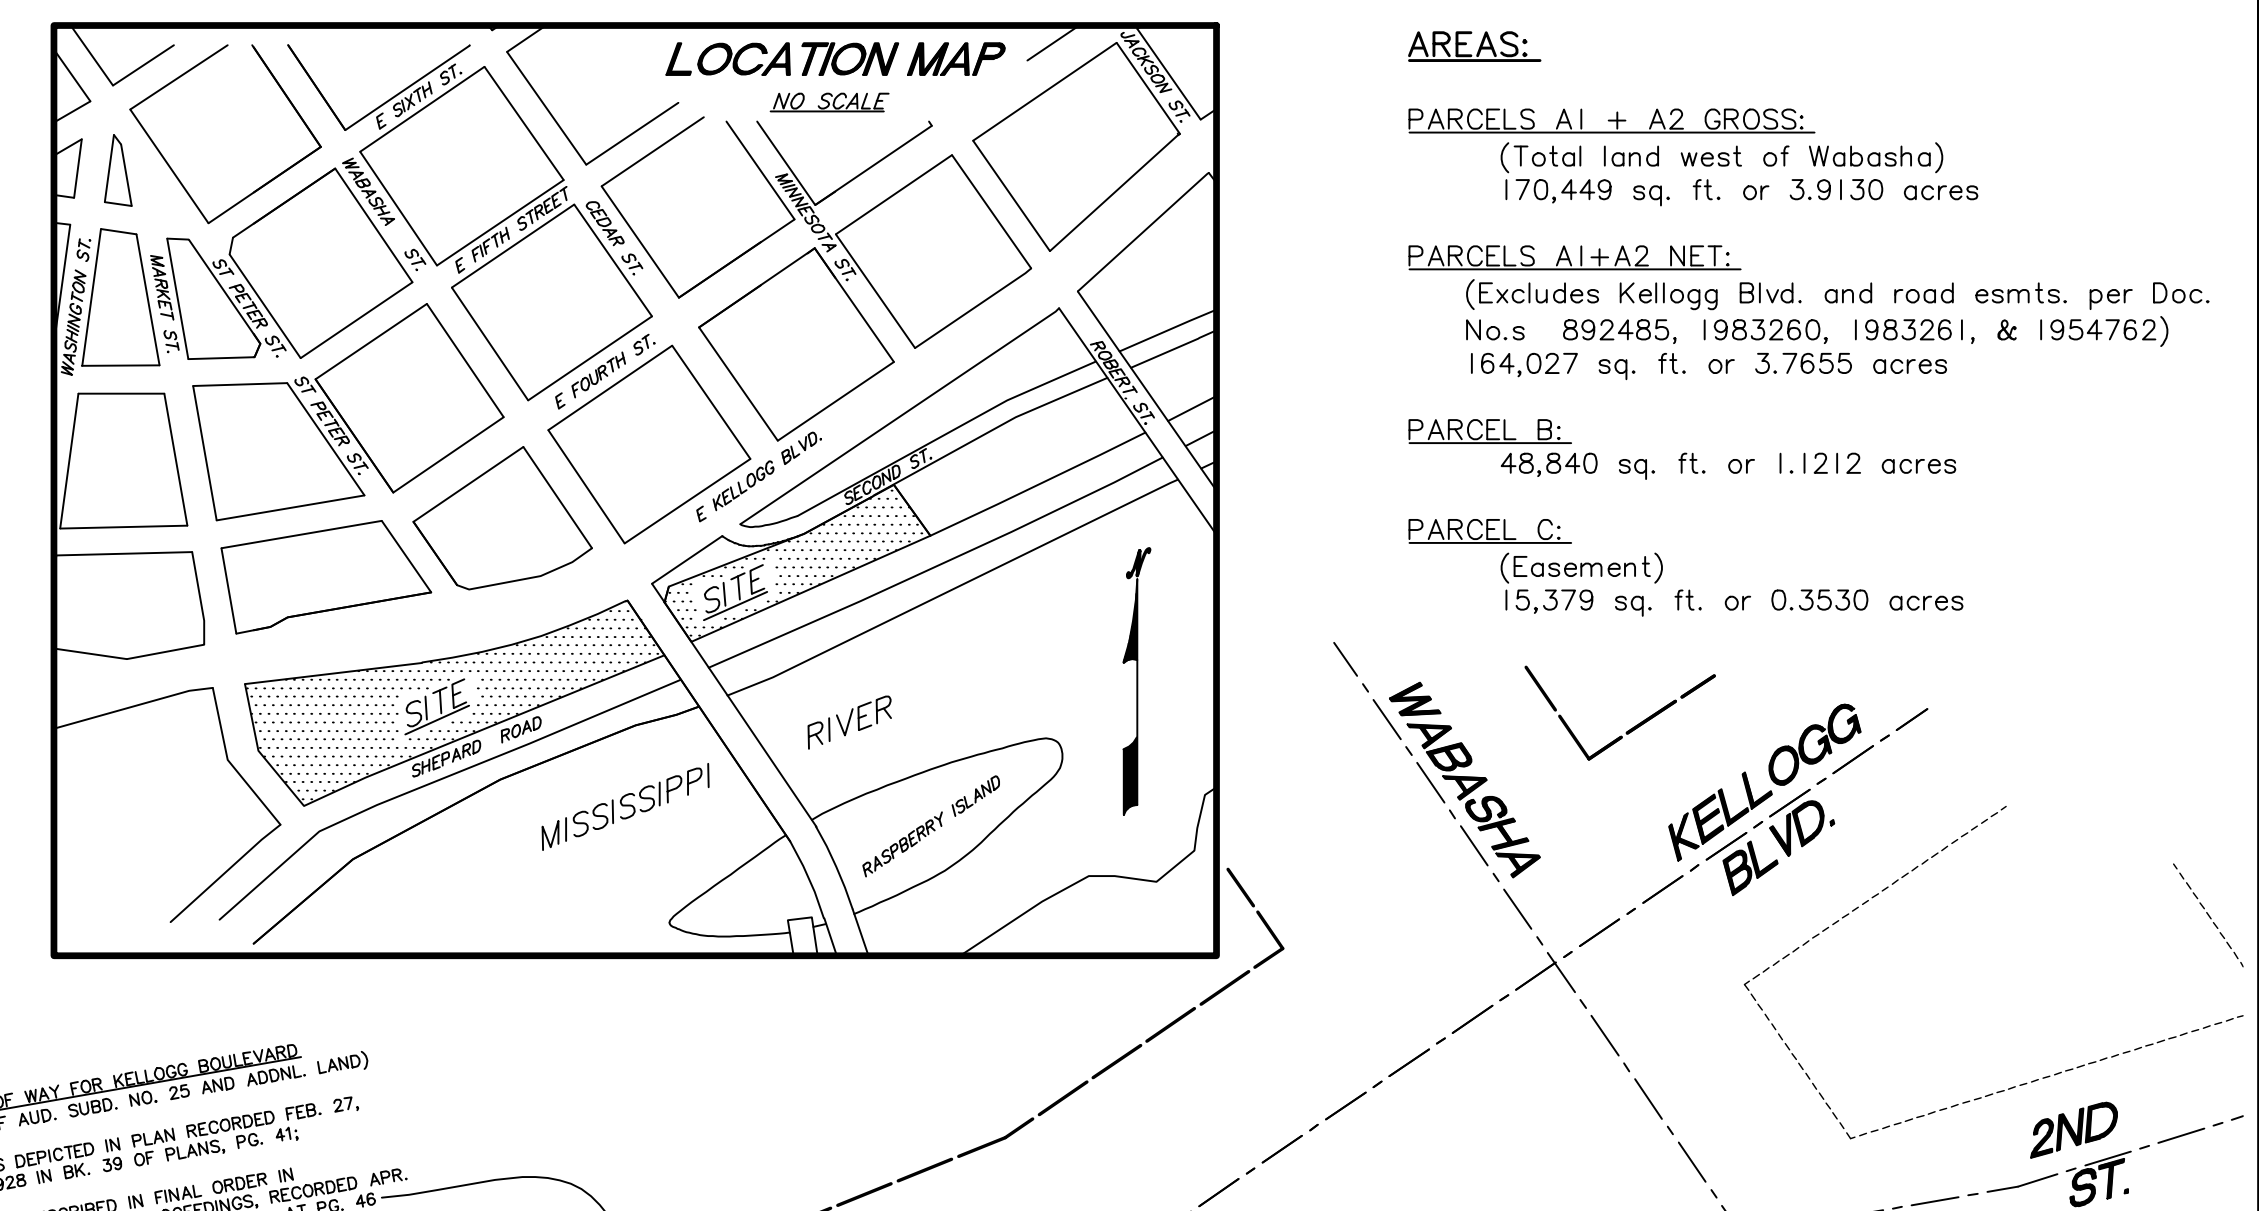 LOCATION MAP
NO SCALE
E SIXTH ST.
JACKSON ST.
WABASHA ST.
E FIFTH STREET
CEDAR ST.
MINNESOTA ST.
WASHINGTON ST.
MARKET ST.
ST PETER ST.
ST PETER ST.
E FOURTH ST.
ROBERT. ST.
E KELLOGG BLVD.
SECOND ST.
SITE
SITE
SHEPARD ROAD
RIVER
MISSISSIPPI
RASPBERRY ISLAND
N
AREAS:
PARCELS A1 + A2 GROSS:
(Total land west of Wabasha)
170,449 sq. ft. or 3.9130 acres
PARCELS A1+A2 NET:
(Excludes Kellogg Blvd. and road esmts. per Doc.
No.s 892485, 1983260, 1983261, & 1954762)
164,027 sq. ft. or 3.7655 acres
PARCEL B:
48,840 sq. ft. or 1.1212 acres
PARCEL C:
(Easement)
15,379 sq. ft. or 0.3530 acres
WABASHA
KELLOGG
BLVD.
2ND
ST.
OF WAY FOR KELLOGG BOULEVARD
AUD. SUBD. NO. 25 AND ADDNL. LAND)
DEPICTED IN PLAN RECORDED FEB. 27,
928 IN BK. 39 OF PLANS, PG. 41;
IN FINAL ORDER IN
RECORDED APR.
AT PG. 46